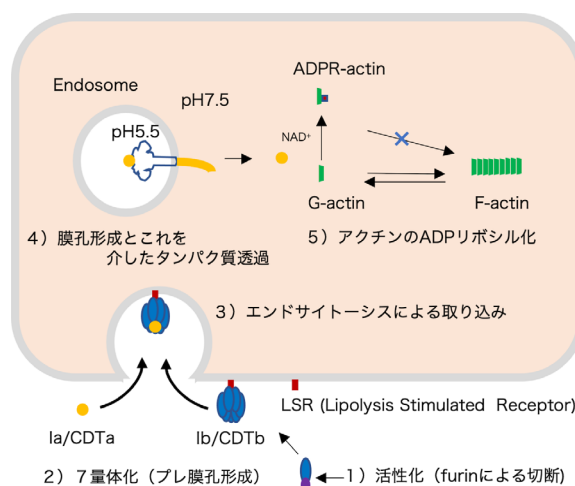 ADPR-actin
Endosome
pH7.5
pH5.5
NAD⁺
G-actin
F-actin
4）膜孔形成とこれを
介したタンパク質透過
5）アクチンのADPリボシル化
3）エンドサイトーシスによる取り込み
LSR (Lipolysis Stimulated Receptor)
Ia/CDTa
Ib/CDTb
2）７量体化（プレ膜孔形成）
1）活性化（furinによる切断)